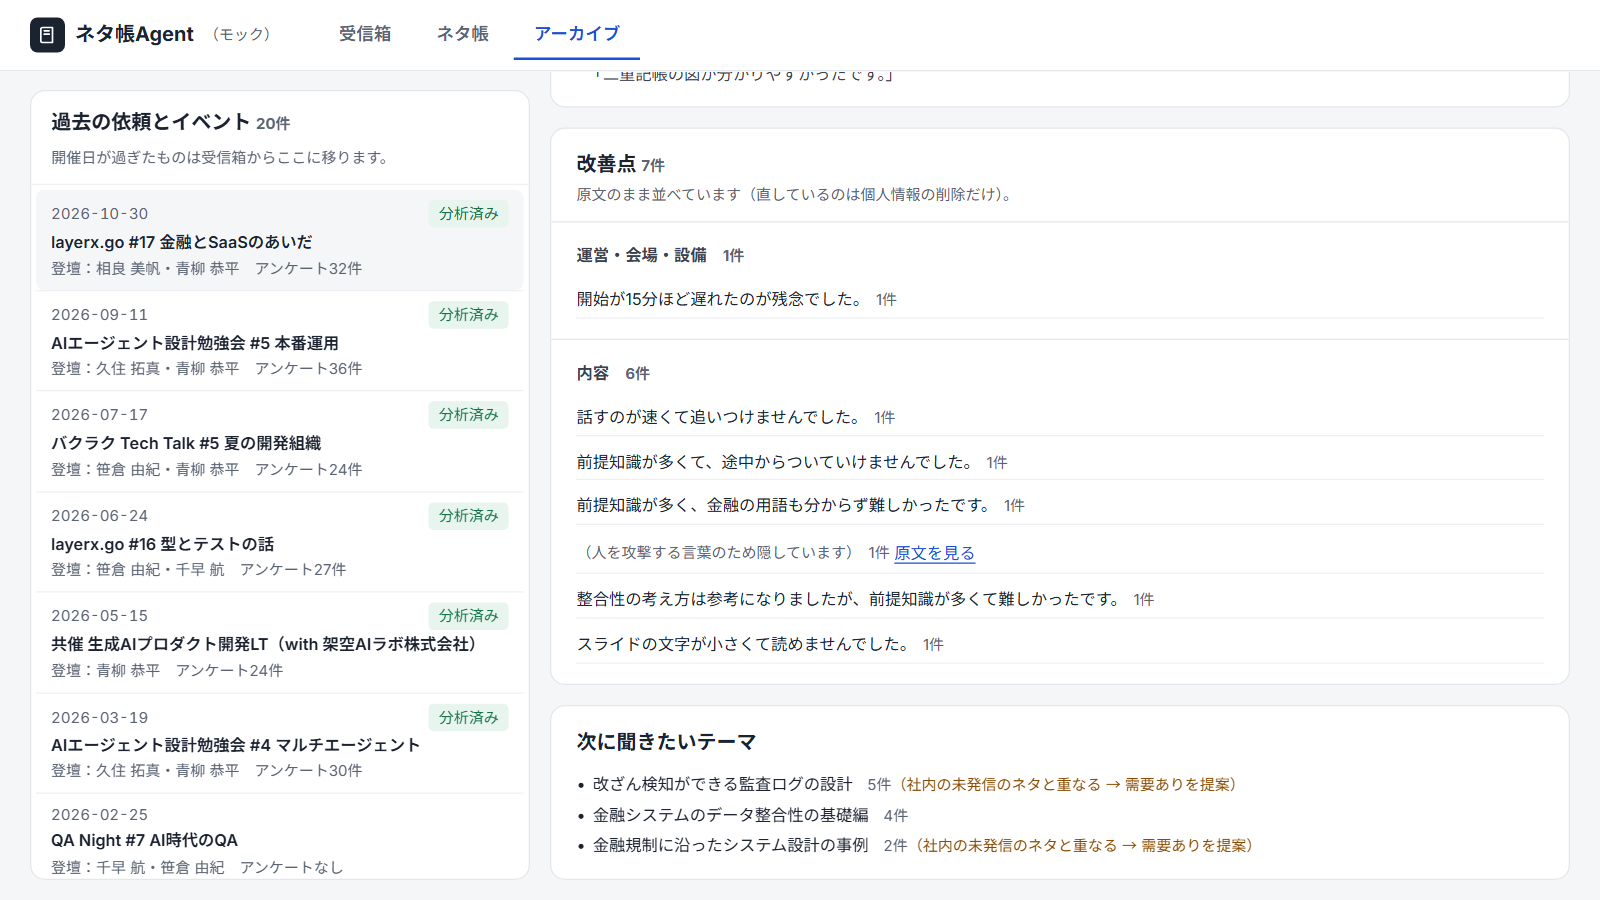 ネタ帳Agent （モック） 受信箱 ネタ帳 アーカイブ
過去の依頼とイベント 20件
開催日が過ぎたものは受信箱からここに移ります。
2026-10-30 分析済み
layerx.go #17 金融とSaaSのあいだ
登壇：相良 美帆・青柳 恭平 アンケート32件
2026-09-11 分析済み
AIエージェント設計勉強会 #5 本番運用
登壇：久住 拓真・青柳 恭平 アンケート36件
2026-07-17 分析済み
バクラク Tech Talk #5 夏の開発組織
登壇：笹倉 由紀・青柳 恭平 アンケート24件
2026-06-24 分析済み
layerx.go #16 型とテストの話
登壇：笹倉 由紀・千早 航 アンケート27件
2026-05-15 分析済み
共催 生成AIプロダクト開発LT（with 架空AIラボ株式会社）
登壇：青柳 恭平 アンケート24件
2026-03-19 分析済み
AIエージェント設計勉強会 #4 マルチエージェント
登壇：久住 拓真・青柳 恭平 アンケート30件
2026-02-25
QA Night #7 AI時代のQA
登壇：千早 航・笹倉 由紀 アンケートなし
「二重記帳の図が分かりやすかったです。」
改善点 7件
原文のまま並べています（直しているのは個人情報の削除だけ）。
運営・会場・設備 1件
開始が15分ほど遅れたのが残念でした。 1件
内容 6件
話すのが速くて追いつけませんでした。 1件
前提知識が多くて、途中からついていけませんでした。 1件
前提知識が多く、金融の用語も分からず難しかったです。 1件
（人を攻撃する言葉のため隠しています） 1件 原文を見る
整合性の考え方は参考になりましたが、前提知識が多くて難しかったです。 1件
スライドの文字が小さくて読めませんでした。 1件
次に聞きたいテーマ
• 改ざん検知ができる監査ログの設計 5件（社内の未発信のネタと重なる → 需要ありを提案）
• 金融システムのデータ整合性の基礎編 4件
• 金融規制に沿ったシステム設計の事例 2件（社内の未発信のネタと重なる → 需要ありを提案）